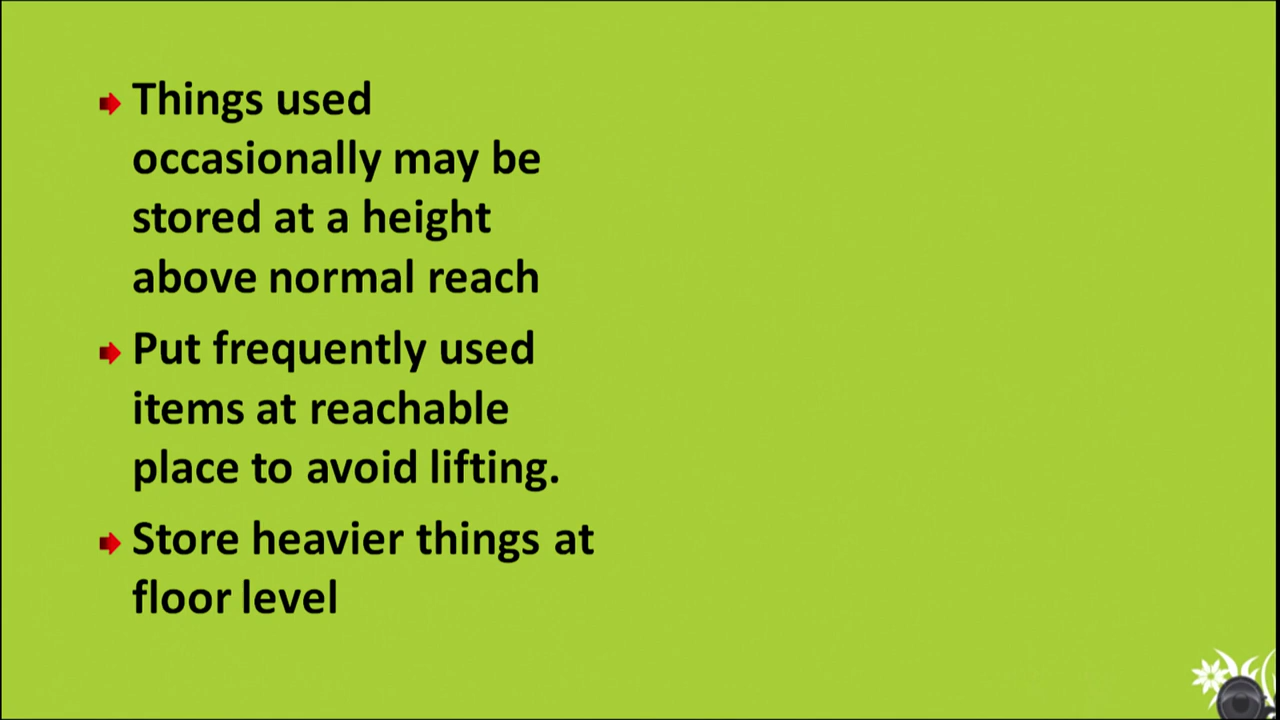 Things used
occasionally may be
stored at a height
above normal reach
Put frequently used
items at reachable
place to avoid lifting.
Store heavier things at
floor level